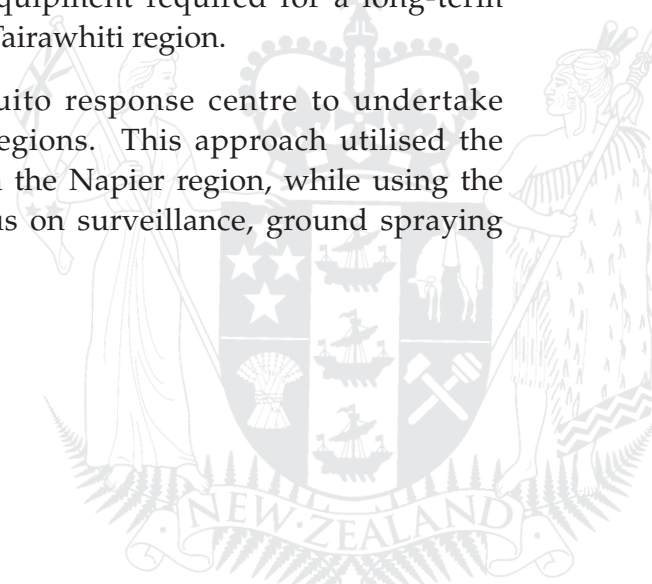 equipment required for a long-term
Tairawhiti region.
uito response centre to undertake
egions. This approach utilised the
the Napier region, while using the
us on surveillance, ground spraying
NEW·ZEALAND